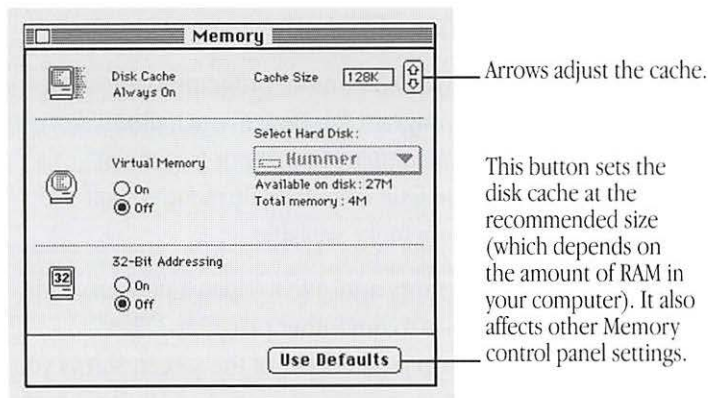 Memory
Disk Cache
Always On
Cache Size
128K
Arrows adjust the cache.
Select Hard Disk :
Hummer
Virtual Memory
On
Off
Available on disk : 27M
Total memory : 4M
This button sets the
disk cache at the
recommended size
(which depends on
the amount of RAM in
your computer). It also
affects other Memory
control panel settings.
32
32-Bit Addressing
On
Off
Use Defaults